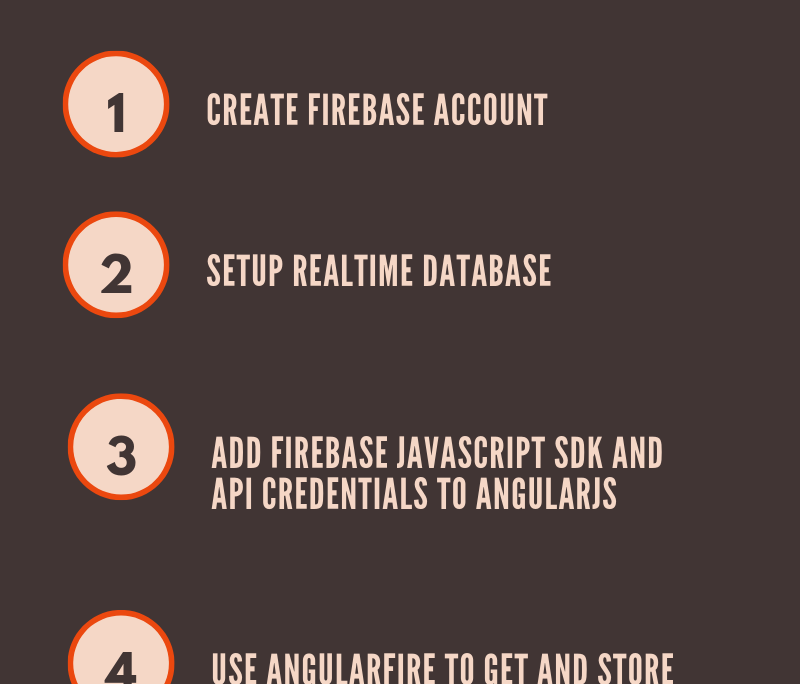 1
CREATE FIREBASE ACCOUNT
2
SETUP REALTIME DATABASE
3
ADD FIREBASE JAVASCRIPT SDK AND
API CREDENTIALS TO ANGULARJS
4
USE ANGULARFIRE TO GET AND STORE